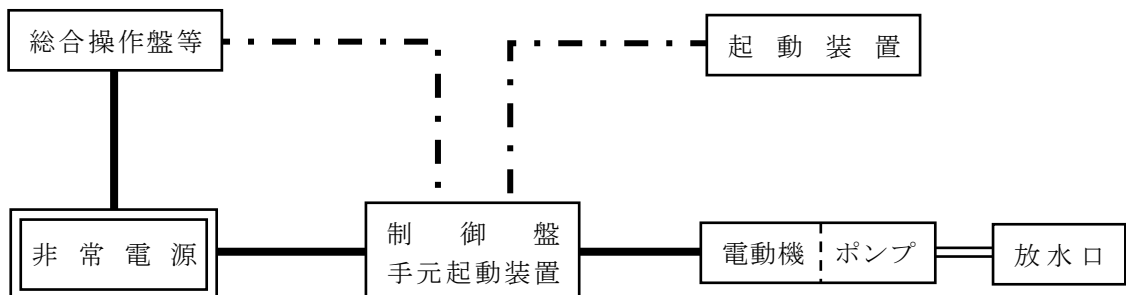 総合操作盤等
起動装置
非常電源
制御盤
手元起動装置
電動機
ポンプ
放水口